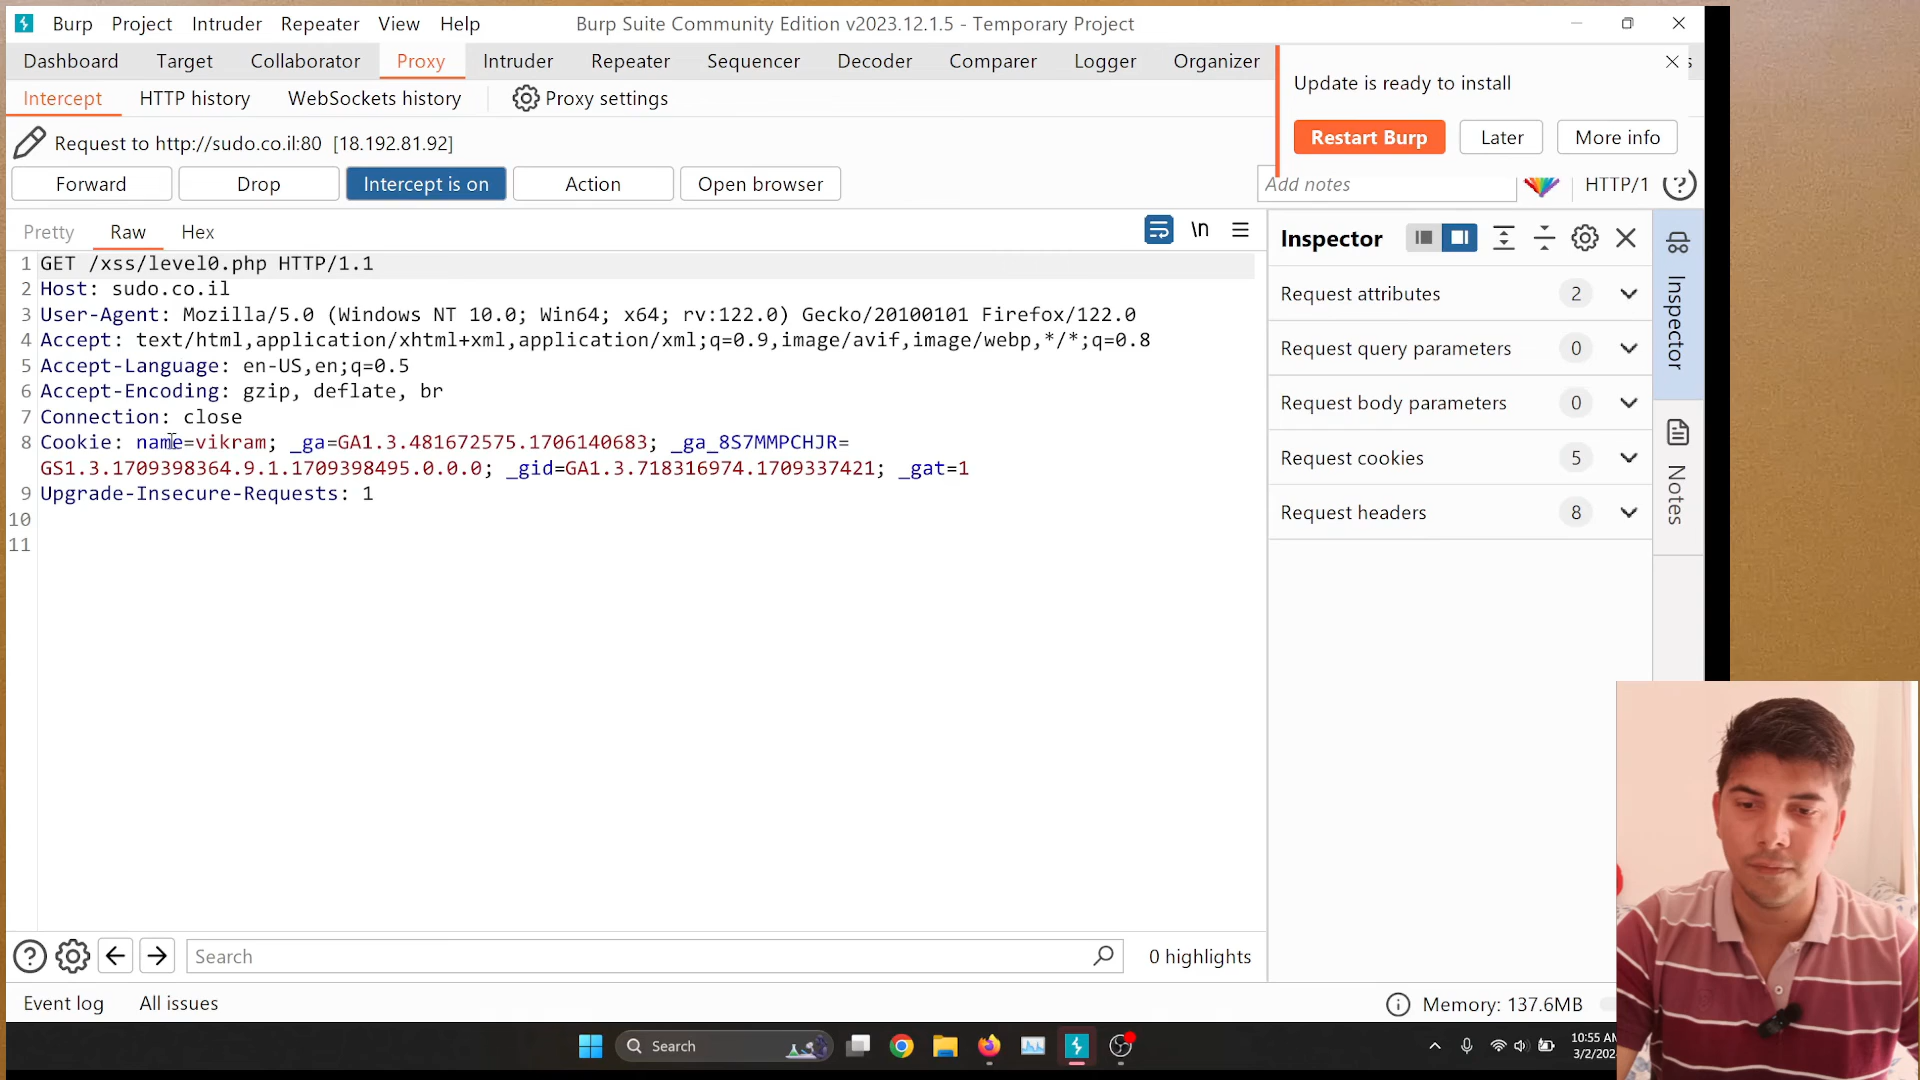 Burp Project Intruder Repeater View Help Burp Suite Community Edition v2023.12.1.5 - Temporary Project
Dashboard Target Collaborator Proxy Intruder Repeater Sequencer Decoder Comparer Logger Organizer
Update is ready to install
Intercept HTTP history WebSockets history Proxy settings
Restart Burp Later More info
Request to http://sudo.co.il:80 [18.192.81.92]
Forward Drop Intercept is on Action Open browser Add notes HTTP/1 ?
Pretty Raw Hex \n Inspector
1 GET /xss/level0.php HTTP/1.1
2 Host: sudo.co.il
3 User-Agent: Mozilla/5.0 (Windows NT 10.0; Win64; x64; rv:122.0) Gecko/20100101 Firefox/122.0
4 Accept: text/html,application/xhtml+xml,application/xml;q=0.9,image/avif,image/webp,*/*;q=0.8
5 Accept-Language: en-US,en;q=0.5
6 Accept-Encoding: gzip, deflate, br
7 Connection: close
8 Cookie: name=vikram; _ga=GA1.3.481672575.1706140683; _ga_8S7MMPCHJR=
GS1.3.1709398364.9.1.1709398495.0.0.0; _gid=GA1.3.718316974.1709337421; _gat=1
9 Upgrade-Insecure-Requests: 1
10
11
Request attributes 2
Request query parameters 0
Request body parameters 0
Request cookies 5
Request headers 8
Inspector
Notes
? Search 0 highlights
Event log All issues Memory: 137.6MB
Search
10:55 AM
3/2/202